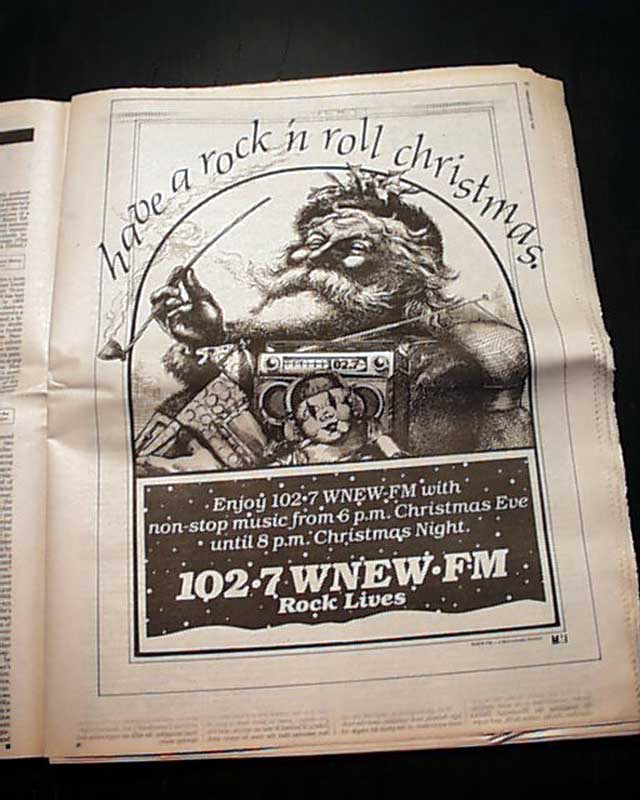 have a rock 'n roll christmas.
102.7
Enjoy 102•7 WNEW-FM with
non-stop music from 6 p.m. Christmas Eve
until 8 p.m. Christmas Night.
102•7 WNEW•FM
Rock Lives